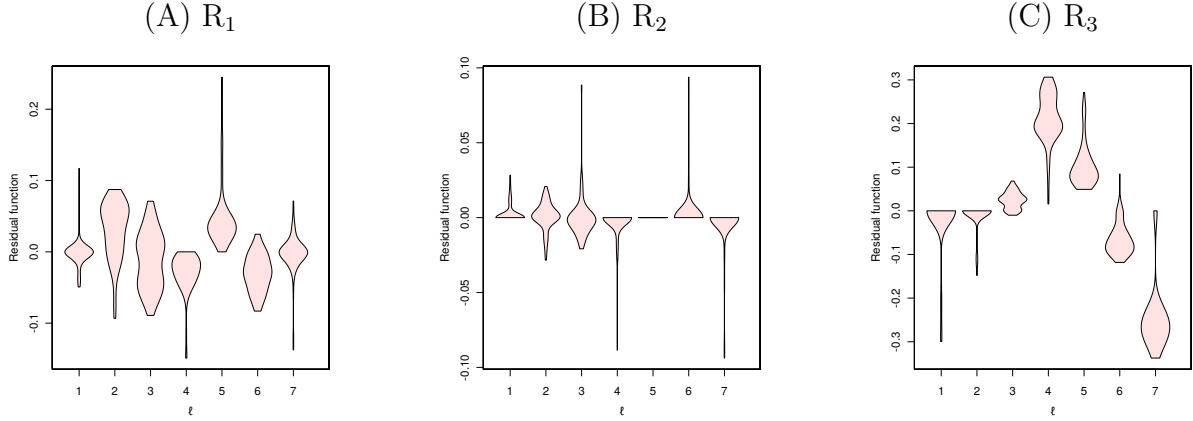 (A) R₁
Residual function
0.2
0.1
0.0
-0.1
1 2 3 4 5 6 7
ℓ
(B) R₂
Residual function
0.10
0.05
0.00
-0.05
-0.10
1 2 3 4 5 6 7
ℓ
(C) R₃
Residual function
0.3
0.2
0.1
0.0
-0.1
-0.2
-0.3
1 2 3 4 5 6 7
ℓ